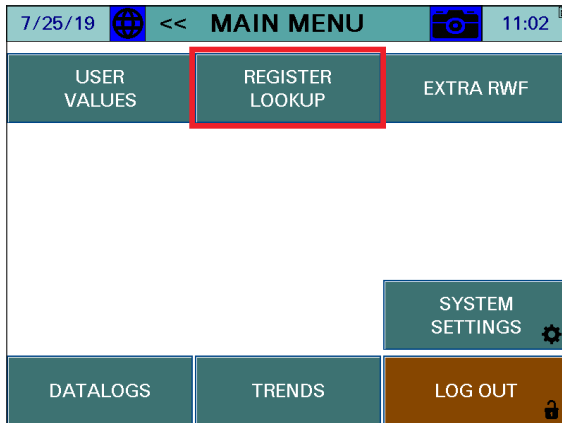 7/25/19 << MAIN MENU 11:02
USER
VALUES
REGISTER
LOOKUP
EXTRA RWF
SYSTEM
SETTINGS
DATALOGS
TRENDS
LOG OUT